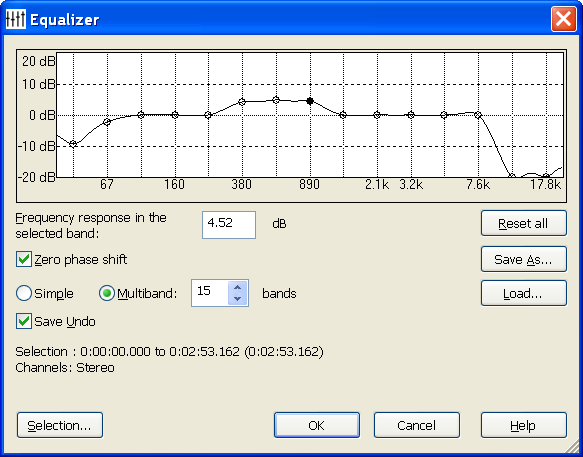 Equalizer
20 dB
10 dB
0 dB
-10 dB
-20 dB
67 160 380 890 2.1k 3.2k 7.6k 17.8k
Frequency response in the
selected band: 4.52 dB
Reset all
Zero phase shift
Save As...
Simple Multiband: 15 bands
Load...
Save Undo
Selection : 0:00:00.000 to 0:02:53.162 (0:02:53.162)
Channels: Stereo
Selection... OK Cancel Help